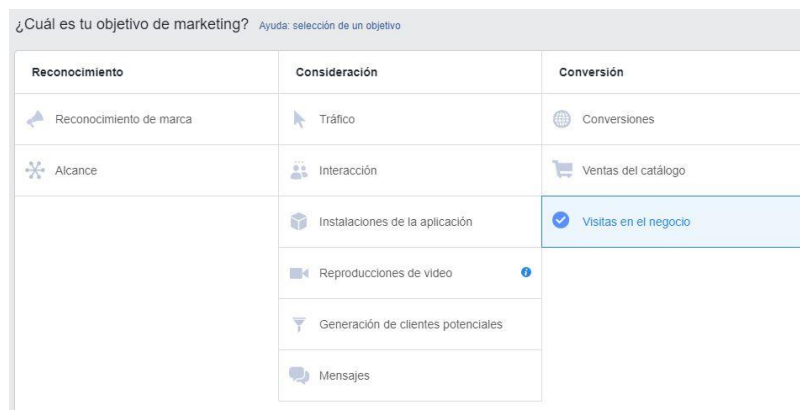 ¿Cuál es tu objetivo de marketing? Ayuda: selección de un objetivo
Reconocimiento Consideración Conversión
Reconocimiento de marca Tráfico Conversiones
Alcance Interacción Ventas del catálogo
Instalaciones de la aplicación Visitas en el negocio
Reproducciones de video
Generación de clientes potenciales
Mensajes